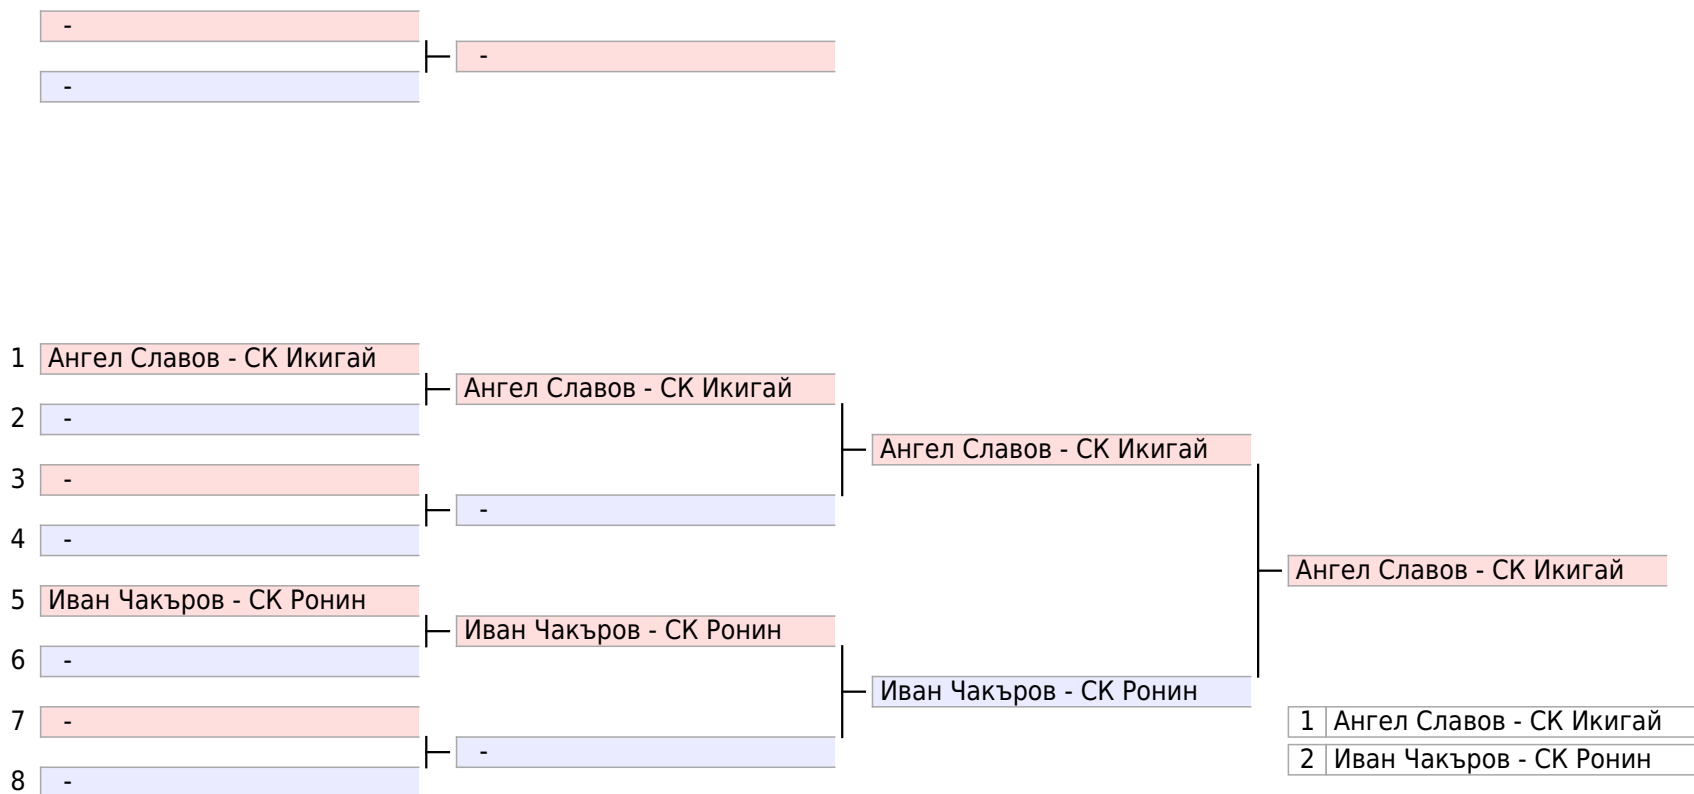 -
-
-
1 Ангел Славов - СК Икигай
Ангел Славов - СК Икигай
2 -
Ангел Славов - СК Икигай
3 -
-
4 -
Ангел Славов - СК Икигай
5 Иван Чакъров - СК Ронин
Иван Чакъров - СК Ронин
6 -
Иван Чакъров - СК Ронин
7 -
1 Ангел Славов - СК Икигай
-
2 Иван Чакъров - СК Ронин
8 -